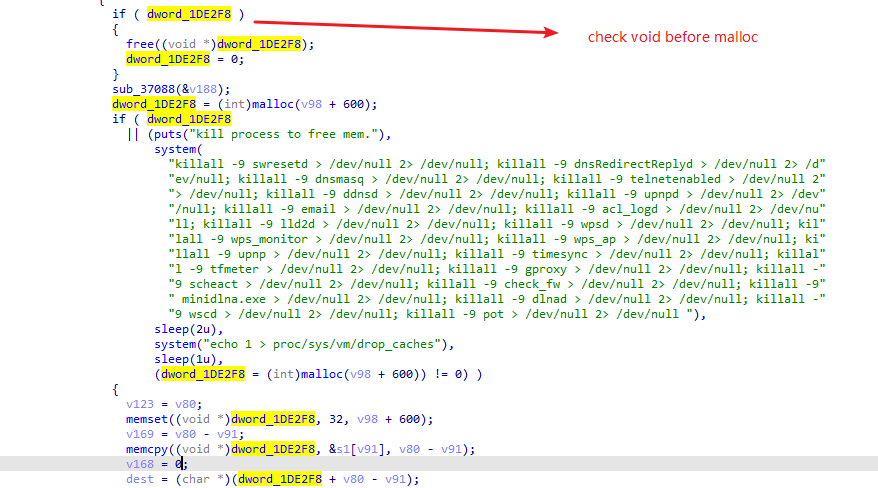 {
if ( dword_1DE2F8 )
{
check void before malloc
free((void *)dword_1DE2F8);
dword_1DE2F8 = 0;
}
sub_37088(&v188);
dword_1DE2F8 = (int)malloc(v98 + 600);
if ( dword_1DE2F8
|| (puts("kill process to free mem."),
system(
"killall -9 swresetd > /dev/null 2> /dev/null; killall -9 dnsRedirectReplyd > /dev/null 2> /d"
"ev/null; killall -9 dnsmasq > /dev/null 2> /dev/null; killall -9 telnetenabled > /dev/null 2"
"> /dev/null; killall -9 ddnsd > /dev/null 2> /dev/null; killall -9 upnpd > /dev/null 2> /dev"
"/null; killall -9 email > /dev/null 2> /dev/null; killall -9 acl_logd > /dev/null 2> /dev/nu"
"ll; killall -9 lld2d > /dev/null 2> /dev/null; killall -9 wpsd > /dev/null 2> /dev/null; kil"
"lall -9 wps_monitor > /dev/null 2> /dev/null; killall -9 wps_ap > /dev/null 2> /dev/null; ki"
"llall -9 upnp > /dev/null 2> /dev/null; killall -9 timesync > /dev/null 2> /dev/null; killal"
"l -9 tfmeter > /dev/null 2> /dev/null; killall -9 gproxy > /dev/null 2> /dev/null; killall -"
"9 scheact > /dev/null 2> /dev/null; killall -9 check_fw > /dev/null 2> /dev/null; killall -9"
" minidlna.exe > /dev/null 2> /dev/null; killall -9 dlnad > /dev/null 2> /dev/null; killall -"
"9 wscd > /dev/null 2> /dev/null; killall -9 pot > /dev/null 2> /dev/null "),
sleep(2u),
system("echo 1 > proc/sys/vm/drop_caches"),
sleep(1u),
(dword_1DE2F8 = (int)malloc(v98 + 600)) != 0) )
{
v123 = v80;
memset((void *)dword_1DE2F8, 32, v98 + 600);
v169 = v80 - v91;
memcpy((void *)dword_1DE2F8, &s1[v91], v80 - v91);
v168 = 0;
dest = (char *)(dword_1DE2F8 + v80 - v91);